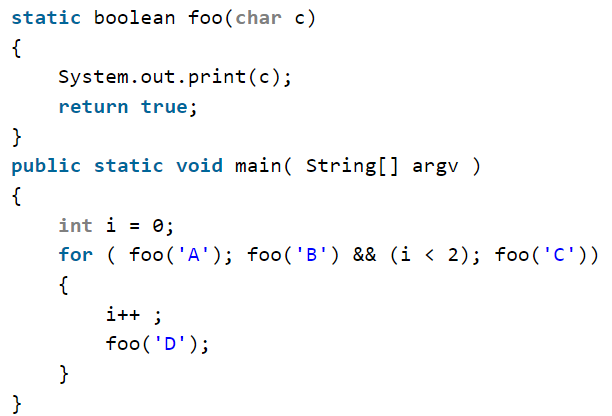 static boolean foo(char c)
{
    System.out.print(c);
    return true;
}
public static void main( String[] argv )
{
    int i = 0;
    for ( foo('A'); foo('B') && (i < 2); foo('C'))
    {
        i++ ;
        foo('D');
    }
}